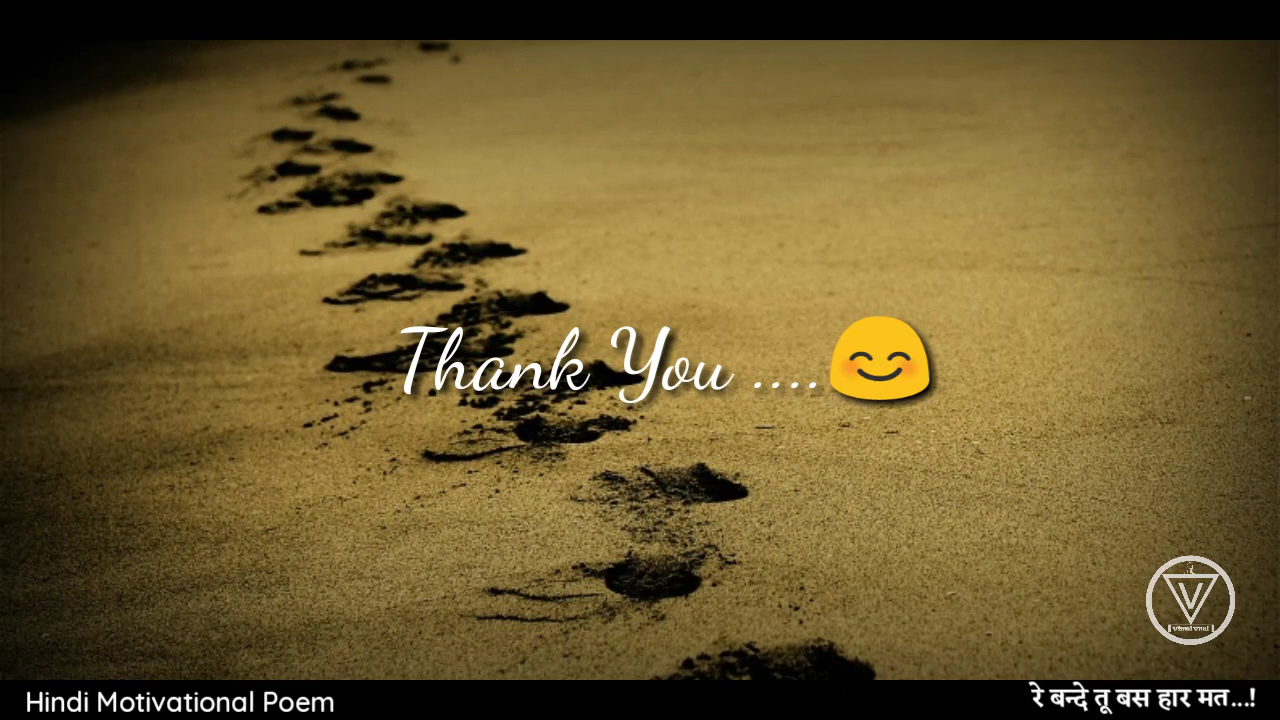 Thank You ....😊
Hindi Motivational Poem
रे बन्दे तू बस हार मत...!